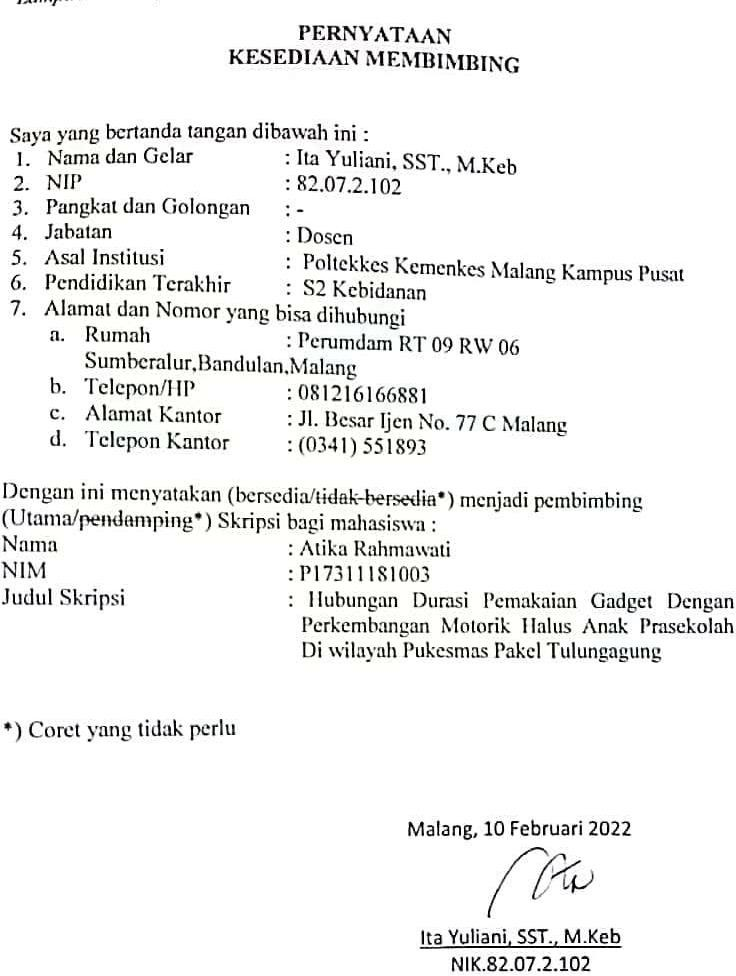 PERNYATAAN
KESEDIAAN MEMBIMBING
Saya yang bertanda tangan dibawah ini :
1. Nama dan Gelar : Ita Yuliani, SST., M.Keb
2. NIP : 82.07.2.102
3. Pangkat dan Golongan : -
4. Jabatan : Dosen
5. Asal Institusi : Poltekkes Kemenkes Malang Kampus Pusat
6. Pendidikan Terakhir : S2 Kebidanan
7. Alamat dan Nomor yang bisa dihubungi
a. Rumah : Perumdam RT 09 RW 06
Sumberalur,Bandulan,Malang
b. Telepon/HP : 081216166881
c. Alamat Kantor : Jl. Besar Ijen No. 77 C Malang
d. Telepon Kantor : (0341) 551893
Dengan ini menyatakan (bersedia/tidak bersedia*) menjadi pembimbing
(Utama/pendamping*) Skripsi bagi mahasiswa :
Nama : Atika Rahmawati
NIM : P17311181003
Judul Skripsi : Hubungan Durasi Pemakaian Gadget Dengan
Perkembangan Motorik Halus Anak Prasekolah
Di wilayah Pukesmas Pakel Tulungagung
*) Coret yang tidak perlu
Malang, 10 Februari 2022
Ita Yuliani, SST., M.Keb
NIK.82.07.2.102